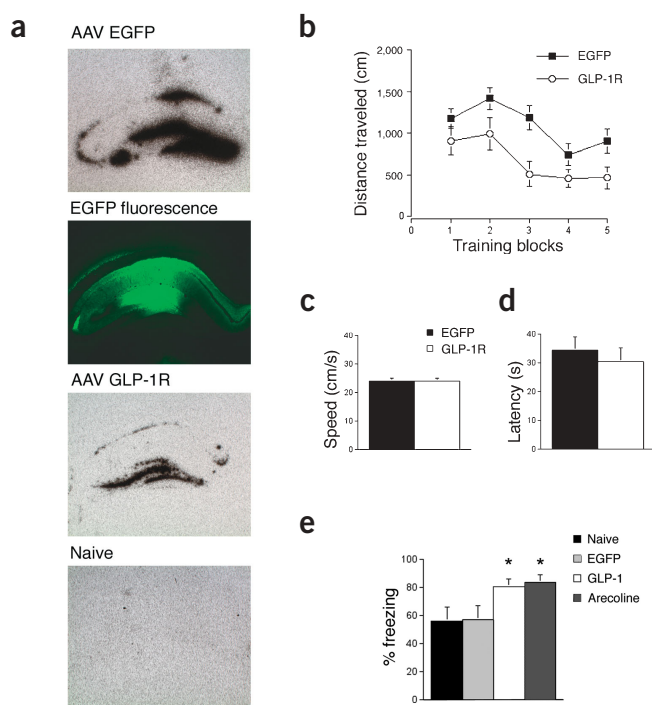 a
AAV EGFP
EGFP fluorescence
AAV GLP-1R
Naive
b
Distance traveled (cm)
2,000
1,500
1,000
500
0
0 1 2 3 4 5
Training blocks
EGFP
GLP-1R
c
Speed (cm/s)
40
30
20
10
0
EGFP
GLP-1R
d
Latency (s)
40
30
20
10
0
e
% freezing
100
80
60
40
20
0
* *
Naive
EGFP
GLP-1
Arecoline